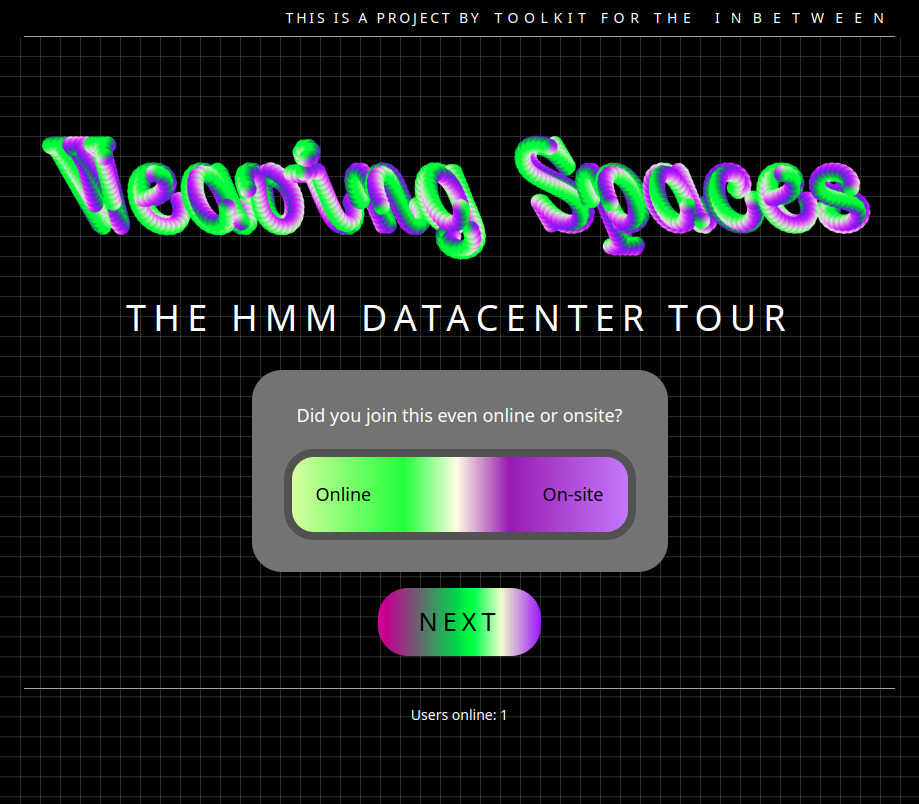 THIS IS A PROJECT BY TOOLKIT FOR THE INBETWEEN
Weaving Spaces
THE HMM DATACENTER TOUR
Did you join this even online or onsite?
Online On-site
NEXT
Users online: 1